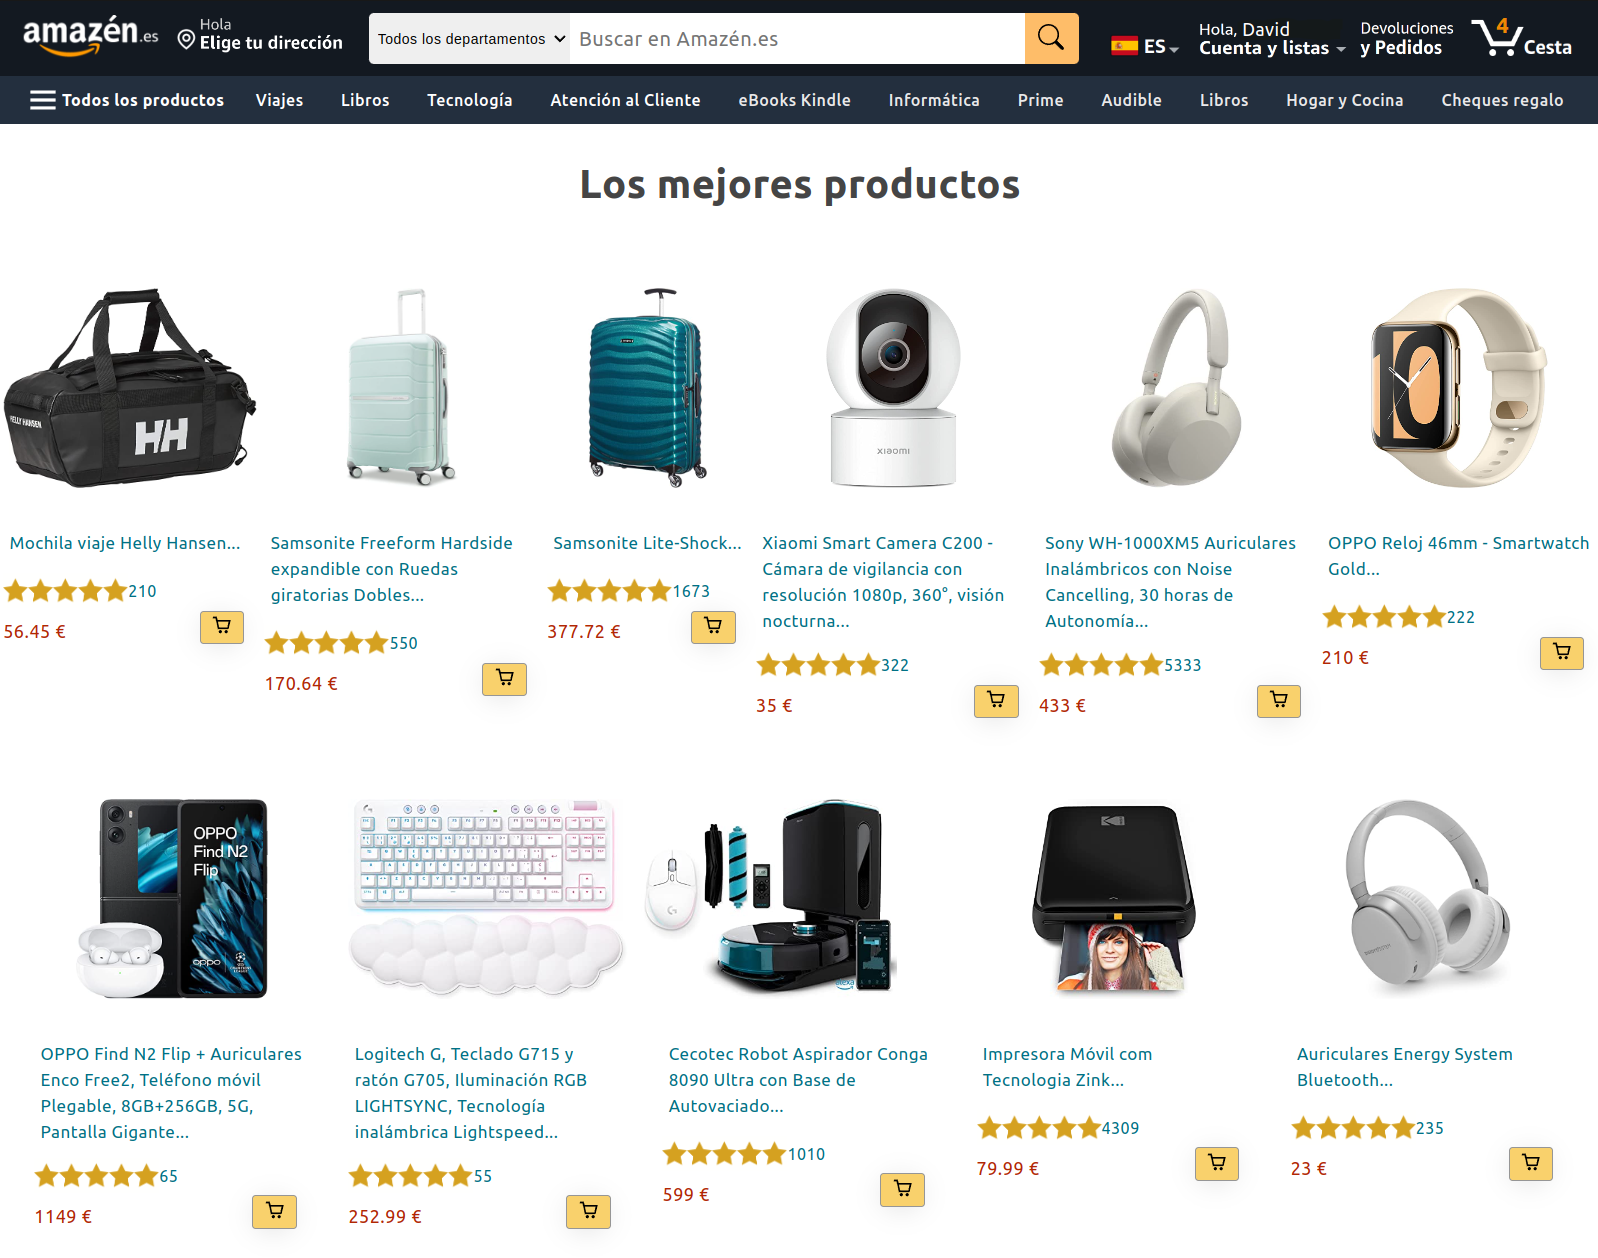 amazén.es
Hola
Elige tu dirección
Todos los departamentos
Buscar en Amazén.es
ES
Hola, David
Cuenta y listas
Devoluciones
y Pedidos
4
Cesta
Todos los productos
Viajes
Libros
Tecnología
Atención al Cliente
eBooks Kindle
Informática
Prime
Audible
Libros
Hogar y Cocina
Cheques regalo
Los mejores productos
HELLY HANSEN
HH
Mochila viaje Helly Hansen...
210
56.45 €
Samsonite Freeform Hardside
expandible con Ruedas
giratorias Dobles...
550
170.64 €
Samsonite Lite-Shock...
1673
377.72 €
xiaomi
Xiaomi Smart Camera C200 -
Cámara de vigilancia con
resolución 1080p, 360°, visión
nocturna...
322
35 €
Sony WH-1000XM5 Auriculares
Inalámbricos con Noise
Cancelling, 30 horas de
Autonomía...
5333
433 €
OPPO Reloj 46mm - Smartwatch
Gold...
222
210 €
OPPO
Find N2
Flip
oppo
oppo
OPPO Find N2 Flip + Auriculares
Enco Free2, Teléfono móvil
Plegable, 8GB+256GB, 5G,
Pantalla Gigante...
65
1149 €
Logitech G, Teclado G715 y
ratón G705, Iluminación RGB
LIGHTSYNC, Tecnología
inalámbrica Lightspeed...
55
252.99 €
alexa
Cecotec Robot Aspirador Conga
8090 Ultra con Base de
Autovaciado...
1010
599 €
Impresora Móvil com
Tecnologia Zink...
4309
79.99 €
Auriculares Energy System
Bluetooth...
235
23 €